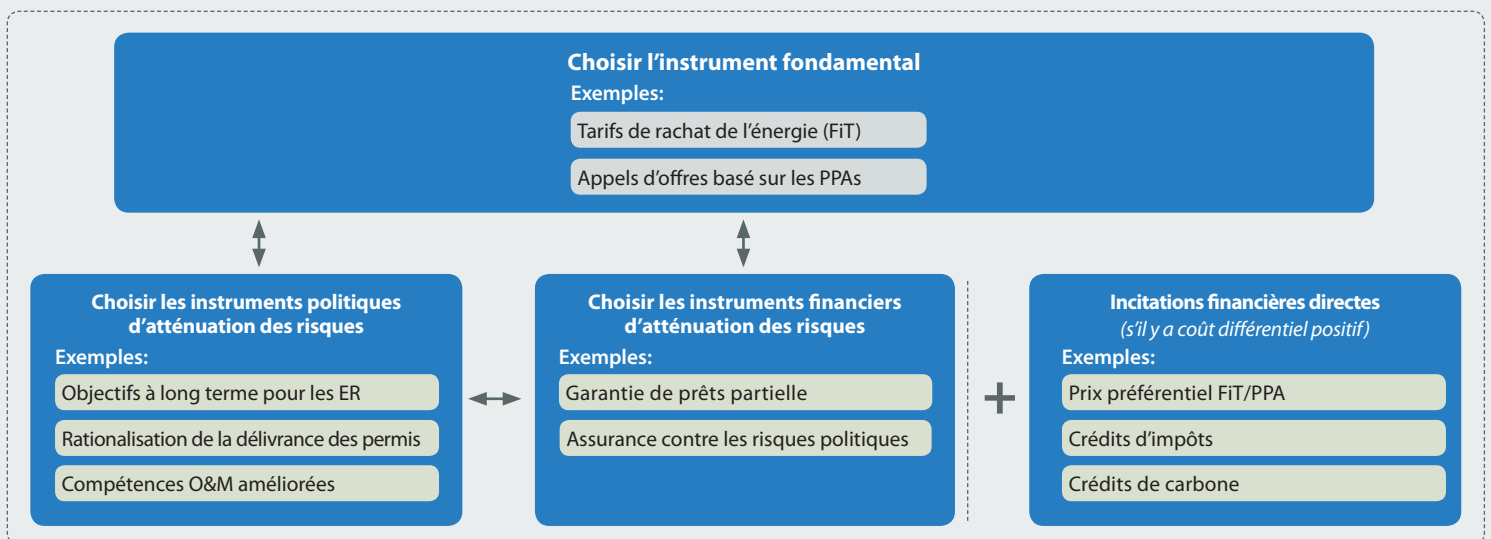 Choisir l’instrument fondamental
Exemples:
Tarifs de rachat de l’énergie (FiT)
Appels d’offres basé sur les PPAs
Choisir les instruments politiques
d’atténuation des risques
Exemples:
Objectifs à long terme pour les ER
Rationalisation de la délivrance des permis
Compétences O&M améliorées
Choisir les instruments financiers
d’atténuation des risques
Exemples:
Garantie de prêts partielle
Assurance contre les risques politiques
+
Incitations financières directes
(s’il y a coût différentiel positif)
Exemples:
Prix préférentiel FiT/PPA
Crédits d’impôts
Crédits de carbone